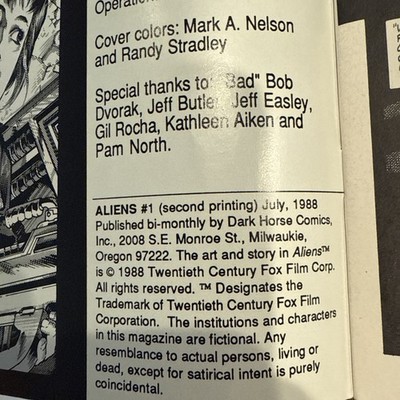 Cover colors: Mark A. Nelson
and Randy Stradley
Special thanks to "Bad" Bob
Dvorak, Jeff Butler, Jeff Easley,
Gil Rocha, Kathleen Aiken and
Pam North.
ALIENS #1 (second printing) July, 1988
Published bi-monthly by Dark Horse Comics,
Inc., 2008 S.E. Monroe St., Milwaukie,
Oregon 97222. The art and story in Aliens™
is © 1988 Twentieth Century Fox Film Corp.
All rights reserved. ™ Designates the
Trademark of Twentieth Century Fox Film
Corporation. The institutions and characters
in this magazine are fictional. Any
resemblance to actual persons, living or
dead, except for satirical intent is purely
coincidental.